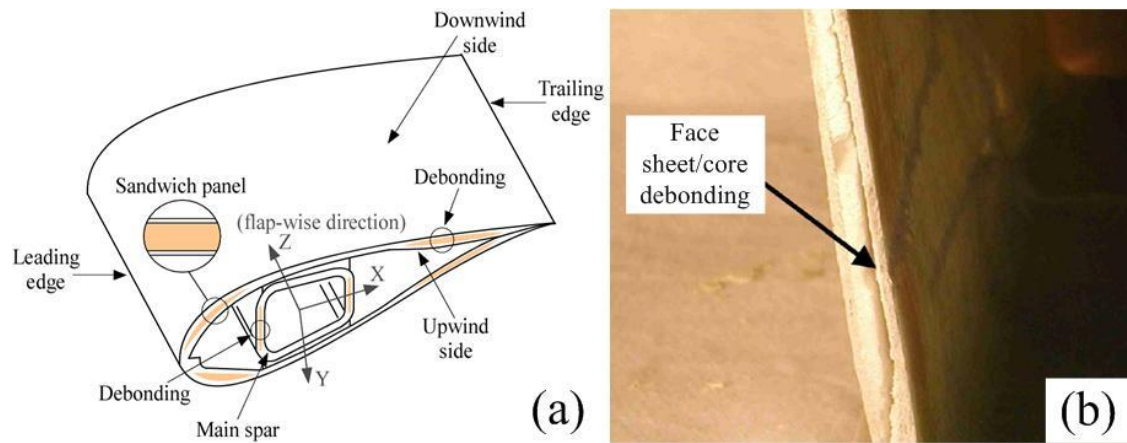 Downwind
side
Trailing
edge
Sandwich panel
Debonding
(flap-wise direction)
Z
X
Leading
edge
Upwind
side
Debonding
Y
Main spar
(a)
Face
sheet/core
debonding
(b)